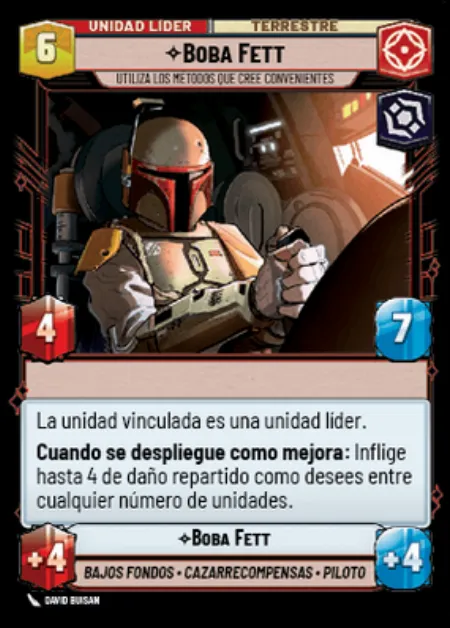 UNIDAD LÍDER
TERRESTRE
6
BOBA FETT
UTILIZA LOS MÉTODOS QUE CREE CONVENIENTES
4
7
La unidad vinculada es una unidad líder.
Cuando se despliegue como mejora: Inflige
hasta 4 de daño repartido como desees entre
cualquier número de unidades.
BOBA FETT
+4
+4
BAJOS FONDOS • CAZARRECOMPENSAS • PILOTO
DAVID BUISAN